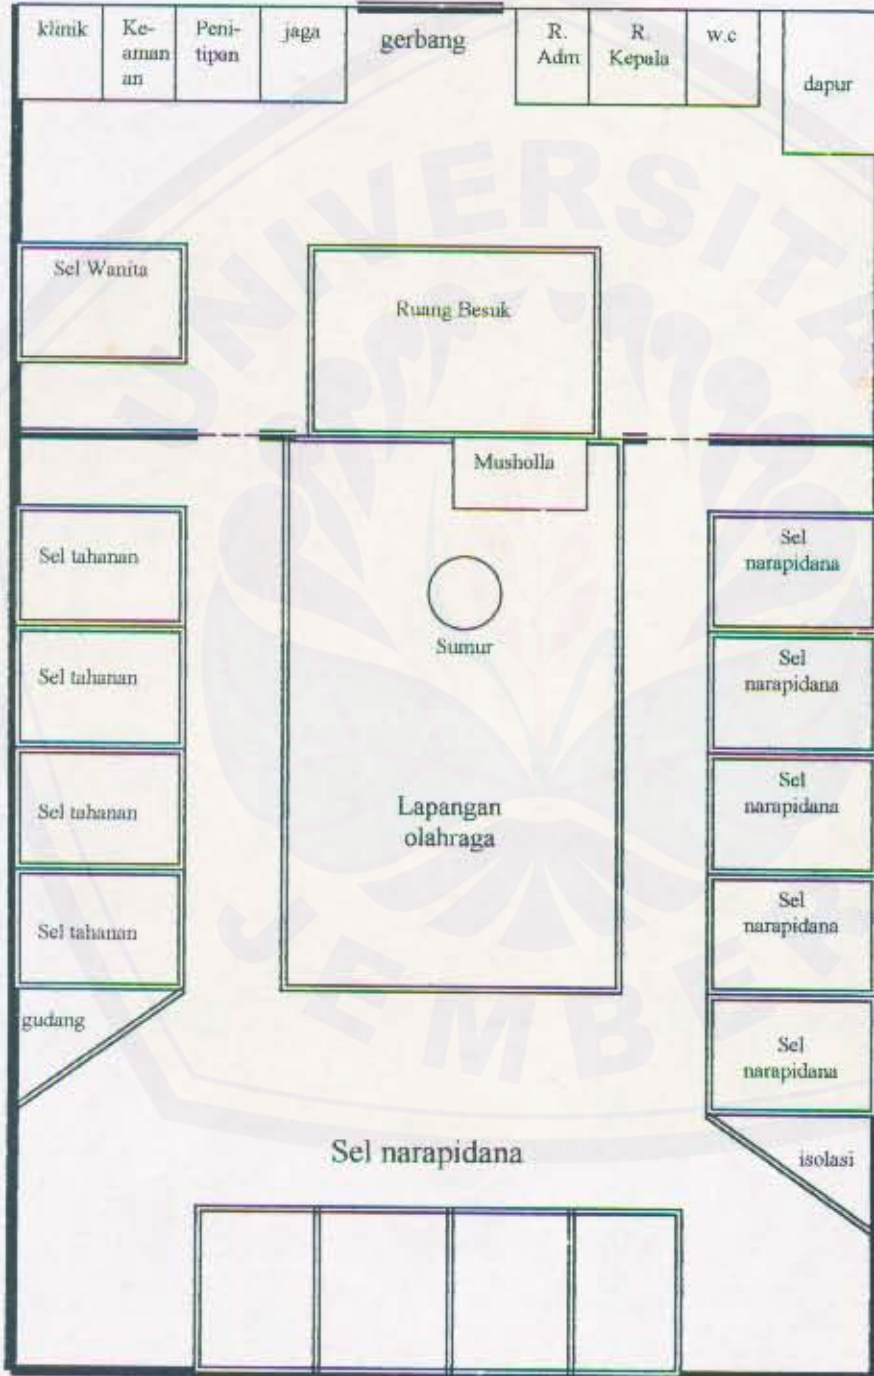 klinik
Ke-
aman
an
Peni-
tipan
jaga
gerbang
R.
Adm
R.
Kepala
w.c
dapur
Sel Wanita
Ruang Besuk
Musholla
Sel tahanan
Sel tahanan
Sel tahanan
Sel tahanan
gudang
Sumur
Lapangan
olahraga
Sel
narapidana
Sel
narapidana
Sel
narapidana
Sel
narapidana
Sel
narapidana
isolasi
Sel narapidana
UNIVERSITA
JEMBER